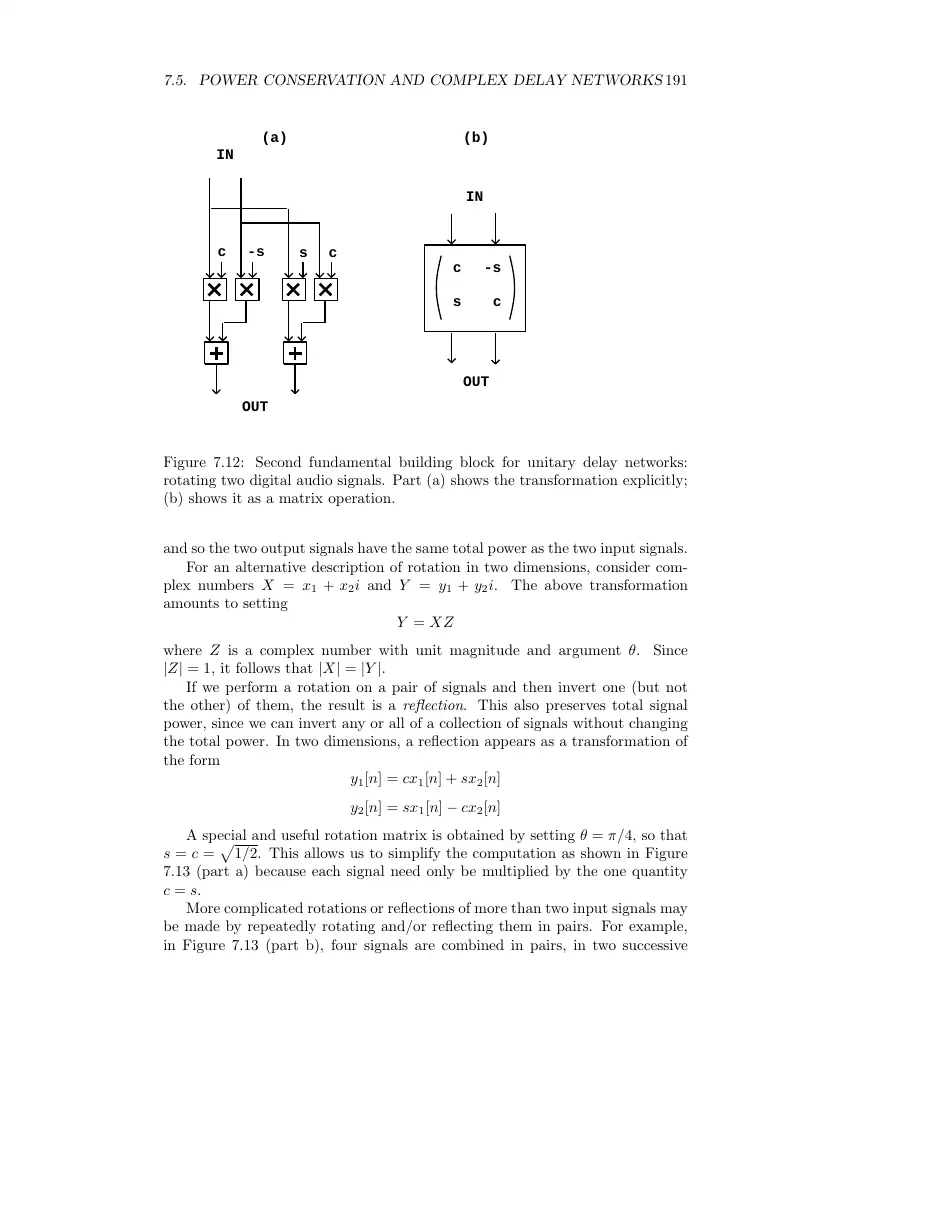 7.5. POWER CONSERVATION AND COMPLEX DELAY NETWORKS 191
(a)
IN
c -s s c
× × × ×
+ +
OUT
(b)
IN
c -s
s c
OUT
Figure 7.12: Second fundamental building block for unitary delay networks:
rotating two digital audio signals. Part (a) shows the transformation explicitly;
(b) shows it as a matrix operation.
and so the two output signals have the same total power as the two input signals.
For an alternative description of rotation in two dimensions, consider com-
plex numbers X = x₁ + x₂i and Y = y₁ + y₂i. The above transformation
amounts to setting
Y = XZ
where Z is a complex number with unit magnitude and argument θ. Since
|Z| = 1, it follows that |X| = |Y|.
If we perform a rotation on a pair of signals and then invert one (but not
the other) of them, the result is a reflection. This also preserves total signal
power, since we can invert any or all of a collection of signals without changing
the total power. In two dimensions, a reflection appears as a transformation of
the form
y₁[n] = cx₁[n] + sx₂[n]
y₂[n] = sx₁[n] − cx₂[n]
A special and useful rotation matrix is obtained by setting θ = π/4, so that
s = c = √1/2. This allows us to simplify the computation as shown in Figure
7.13 (part a) because each signal need only be multiplied by the one quantity
c = s.
More complicated rotations or reflections of more than two input signals may
be made by repeatedly rotating and/or reflecting them in pairs. For example,
in Figure 7.13 (part b), four signals are combined in pairs, in two successive